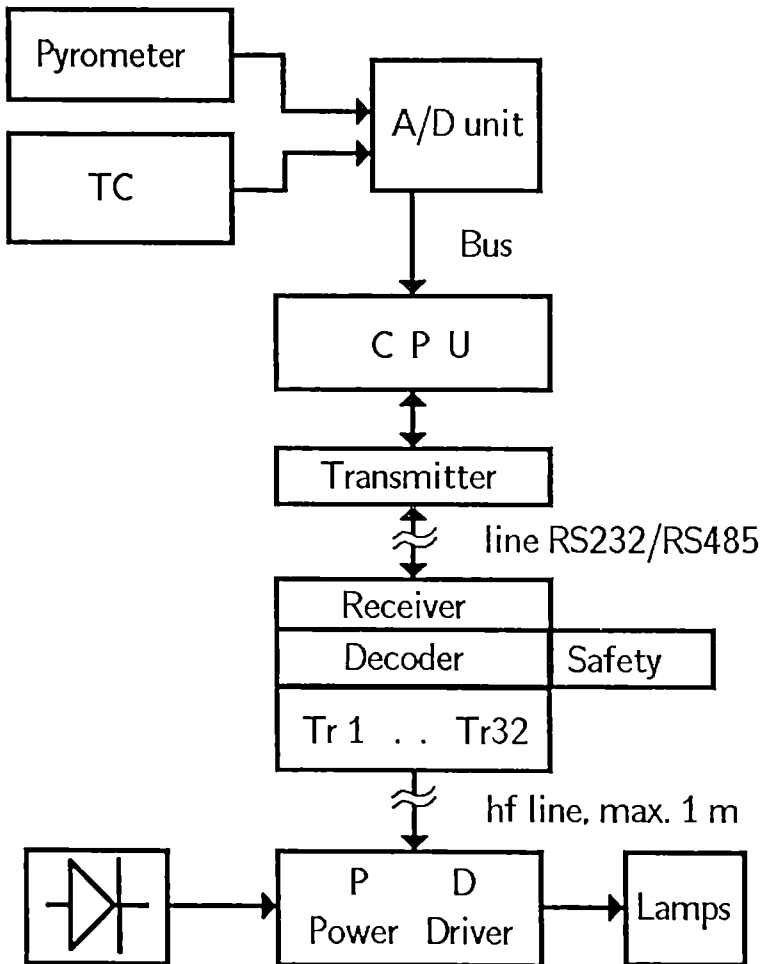 Pyrometer
A/D unit
TC
Bus
C P U
Transmitter
line RS232/RS485
Receiver
Decoder
Safety
Tr 1 . . Tr32
hf line, max. 1 m
P D
Power Driver
Lamps